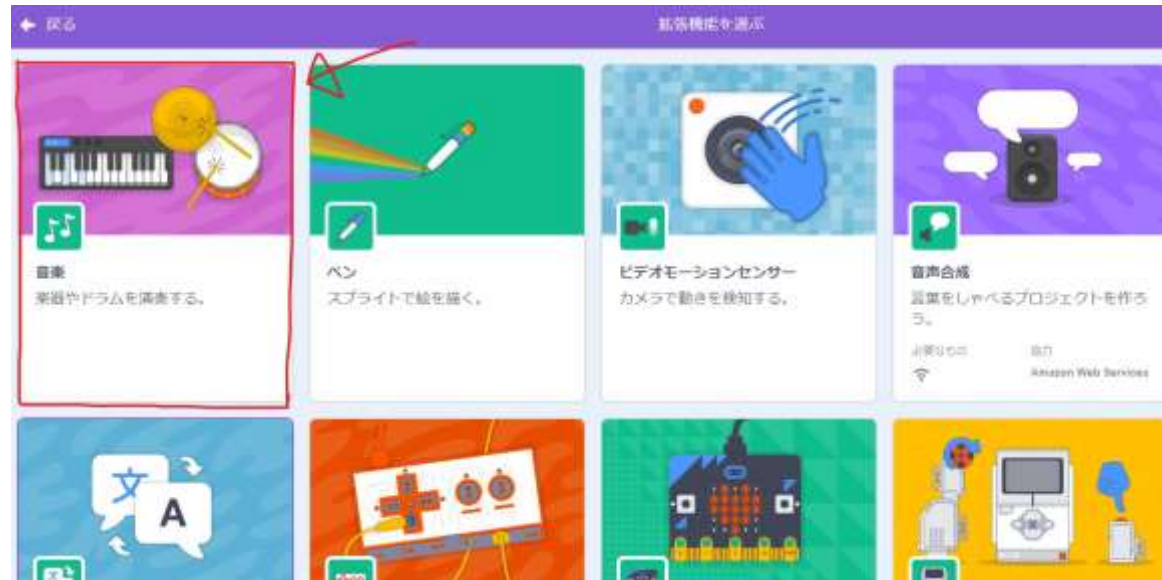 戻る
拡張機能を選ぶ
音楽
楽器やドラムを演奏する。
ペン
スプライトで絵を描く。
ビデオモーションセンサー
カメラで動きを検知する。
音声合成
言葉をしゃべるプロジェクトを作ろ
う。
必要なもの
協力
Amazon Web Services
文
A